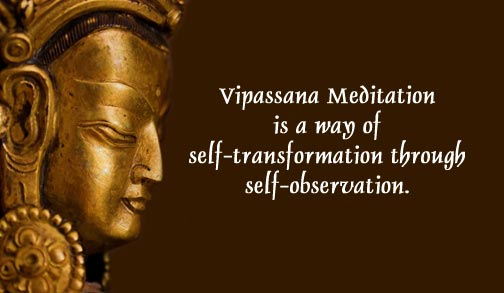 Vipassana Meditation
is a way of
self-transformation through
self-observation.